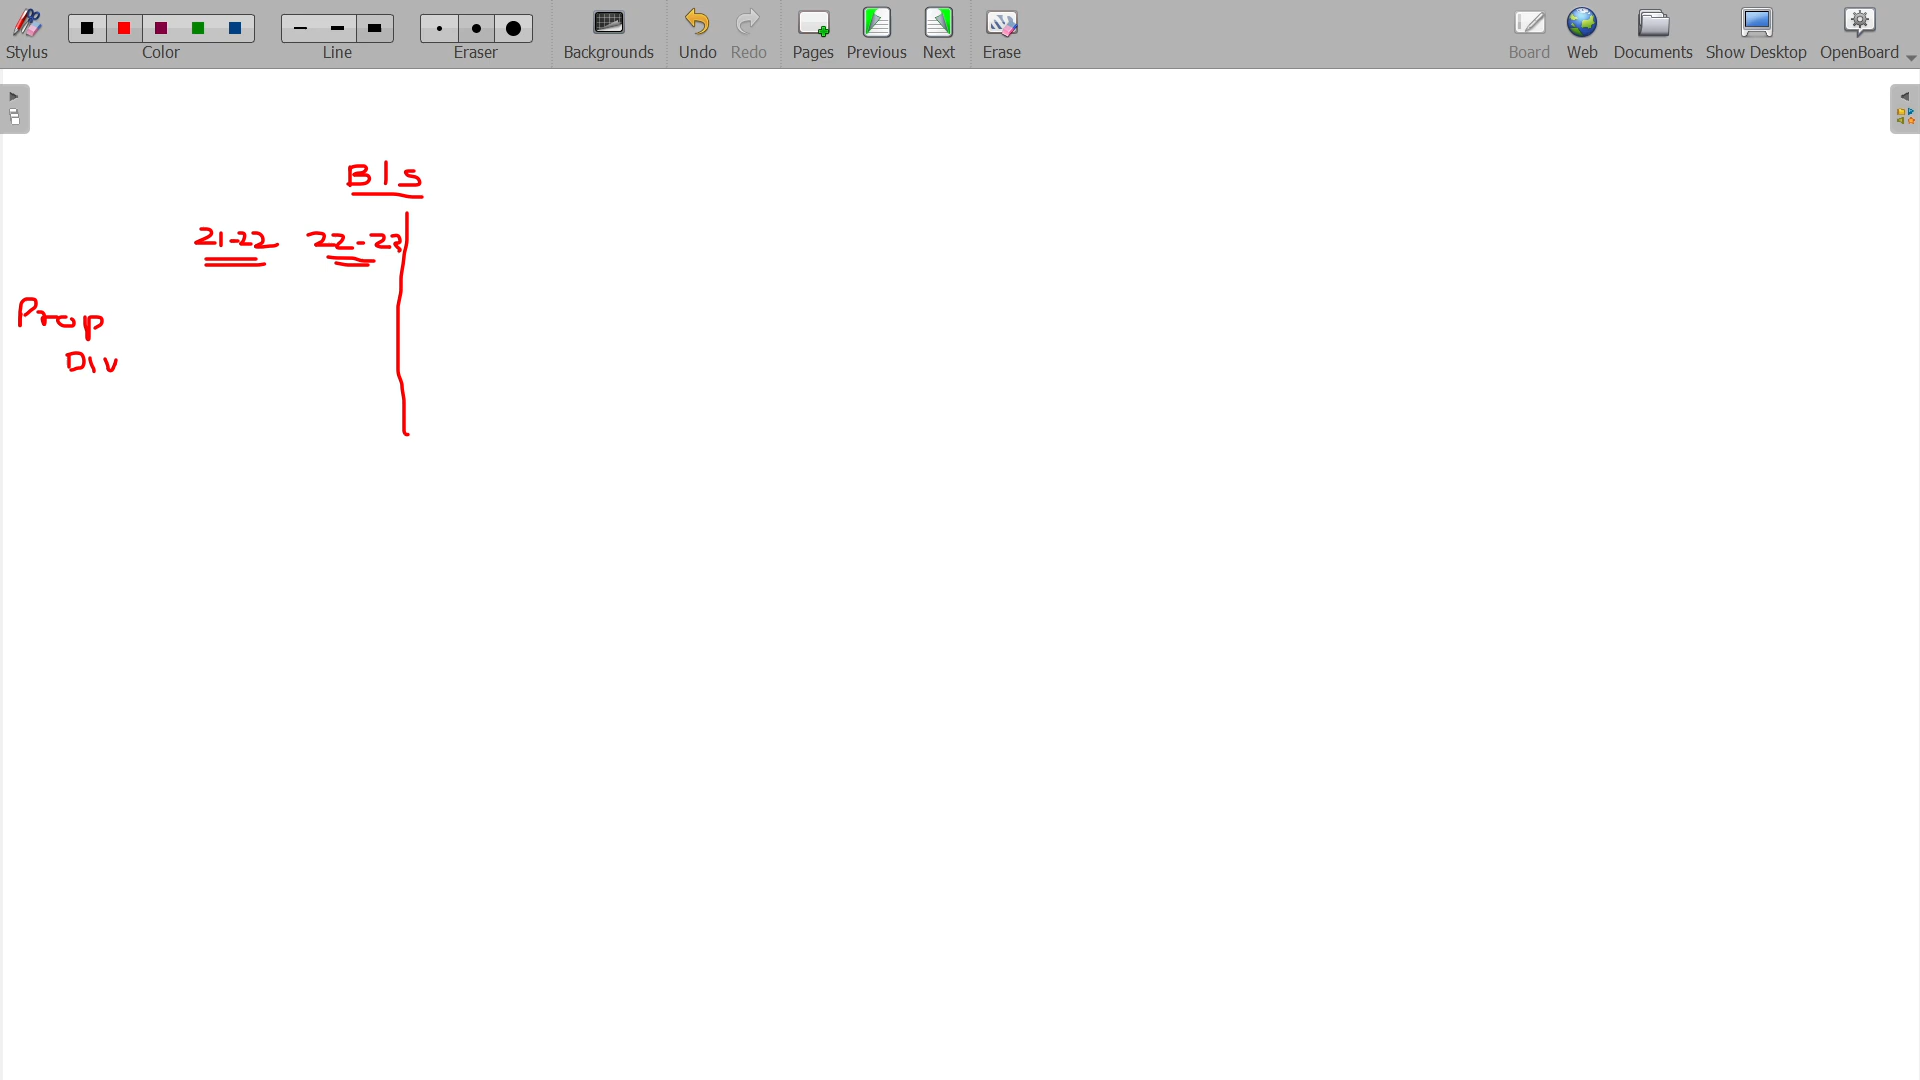 Stylus Color Line Eraser Backgrounds Undo Redo Pages Previous Next Erase Board Web Documents Show Desktop OpenBoard
B|s
21-22 22-23
Prop
Div